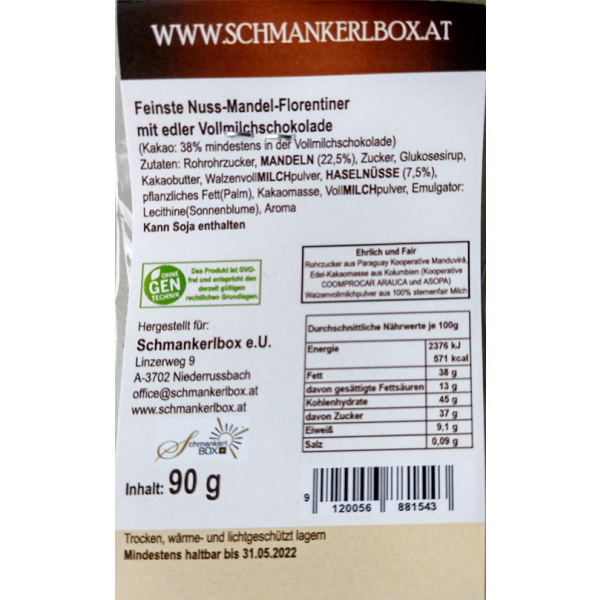 WWW.SCHMANKERLBOX.AT
Feinste Nuss-Mandel-Florentiner
mit edler Vollmilchschokolade
(Kakao: 38% mindestens in der Vollmilchschokolade)
Zutaten: Rohrohrzucker, MANDELN (22,5%), Zucker, Glukosesirup,
Kakaobutter, WalzenvollMILCHpulver, HASELNÜSSE (7,5%),
pflanzliches Fett(Palm), Kakaomasse, VollMILCHpulver, Emulgator:
Lecithine(Sonnenblume), Aroma
Kann Soja enthalten
OHNE
GEN
TECHNIK
Das Produkt ist GVO-
frei und entspricht den
derzeit gültigen
rechtlichen Grundlagen.
Ehrlich und Fair
Rohrzucker aus Paraguay Kooperative Manduvirá,
Edel-Kakaomasse aus Kolumbien (Kooperative
COOMPROCAR ARAUCA und ASOPA)
Walzenvollmilchpulver aus 100% sternenfair Milch
Hergestellt für:
Schmankerlbox e.U.
Linzerweg 9
A-3702 Niederrussbach
office@schmankerlbox.at
www.schmankerlbox.at
Schmankerl
BOX
Durchschnittliche Nährwerte je 100g
Energie 2376 kJ
571 kcal
Fett 38 g
davon gesättigte Fettsäuren 13 g
Kohlenhydrate 45 g
davon Zucker 37 g
Eiweiß 9,1 g
Salz 0,09 g
Inhalt: 90 g
9 120056 881543
Trocken, wärme- und lichtgeschützt lagern
Mindestens haltbar bis 31.05.2022